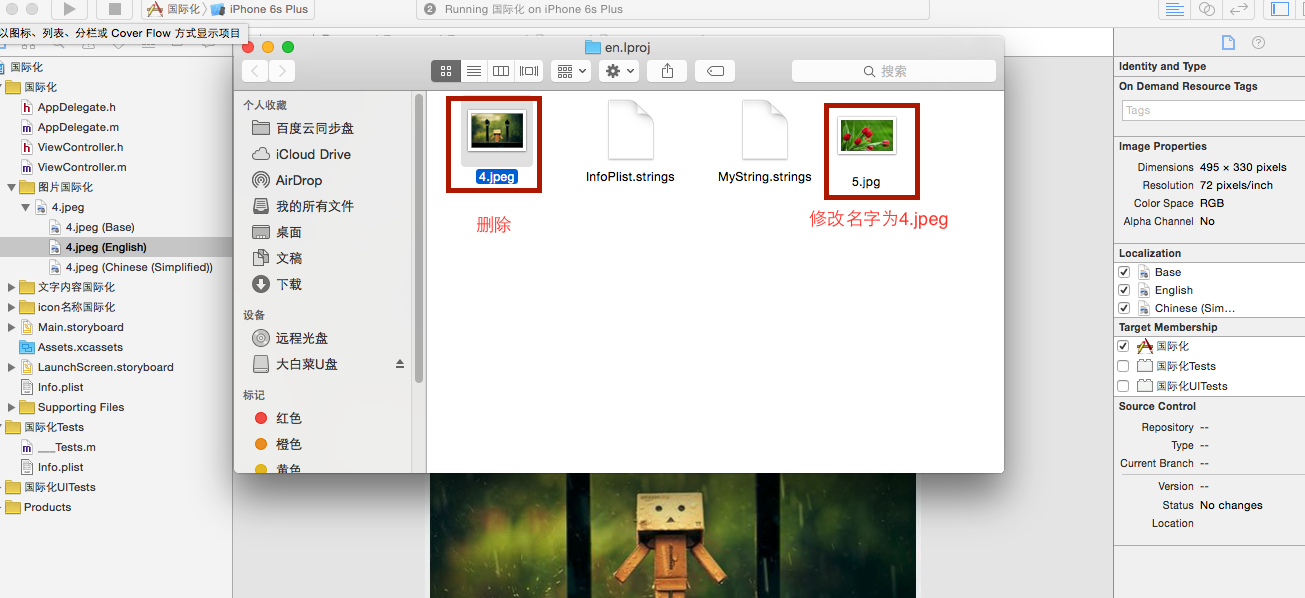 国际化
iPhone 6s Plus
2 Running 国际化 on iPhone 6s Plus
以图标、列表、分栏或 Cover Flow 方式显示项目
国际化
国际化
AppDelegate.h
AppDelegate.m
ViewController.h
ViewController.m
图片国际化
4.jpeg
4.jpeg (Base)
4.jpeg (English)
4.jpeg (Chinese (Simplified))
文字内容国际化
icon名称国际化
Main.storyboard
Assets.xcassets
LaunchScreen.storyboard
Info.plist
Supporting Files
国际化Tests
___Tests.m
Info.plist
国际化UITests
Products
en.lproj
搜索
个人收藏
百度云同步盘
iCloud Drive
AirDrop
我的所有文件
桌面
文稿
下载
设备
远程光盘
大白菜U盘
标记
红色
橙色
黄色
4.jpeg
InfoPlist.strings
MyString.strings
5.jpg
删除
修改名字为4.jpeg
Identity and Type
On Demand Resource Tags
Tags
Image Properties
Dimensions 495 × 330 pixels
Resolution 72 pixels/inch
Color Space RGB
Alpha Channel No
Localization
Base
English
Chinese (Sim...
Target Membership
国际化
国际化Tests
国际化UITests
Source Control
Repository --
Type --
Current Branch --
Version --
Status No changes
Location